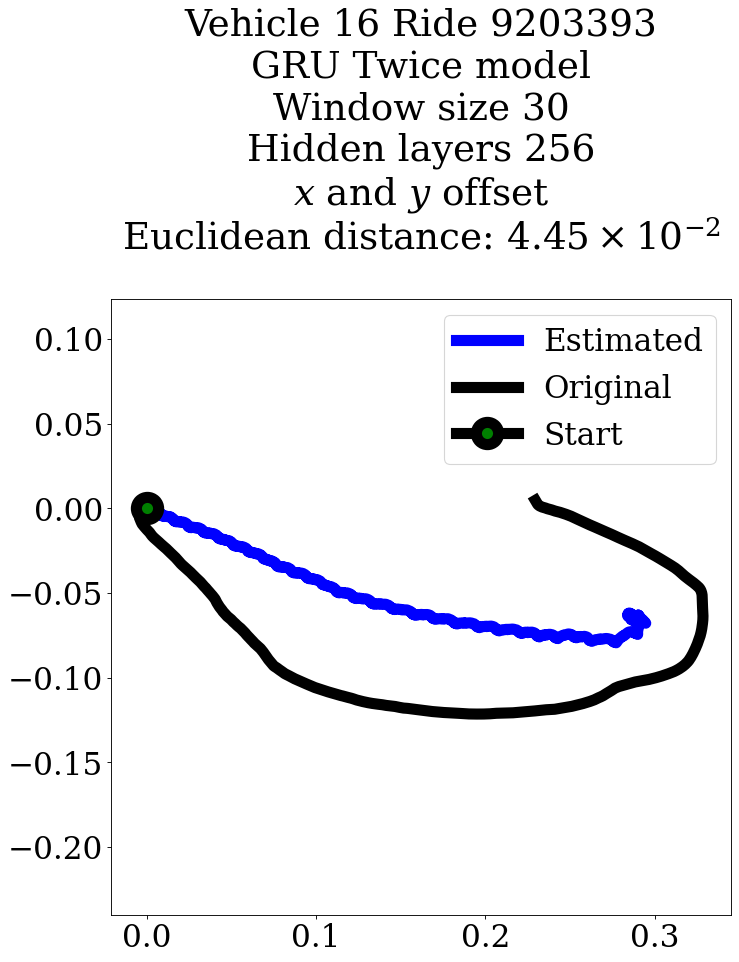 Vehicle 16 Ride 9203393
GRU Twice model
Window size 30
Hidden layers 256
x and y offset
Euclidean distance: 4.45 × 10⁻²
Estimated
Original
Start
0.10
0.05
0.00
−0.05
−0.10
−0.15
−0.20
0.0 0.1 0.2 0.3